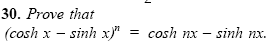 30. Prove that
(cosh x – sinh x)ⁿ = cosh nx – sinh nx.